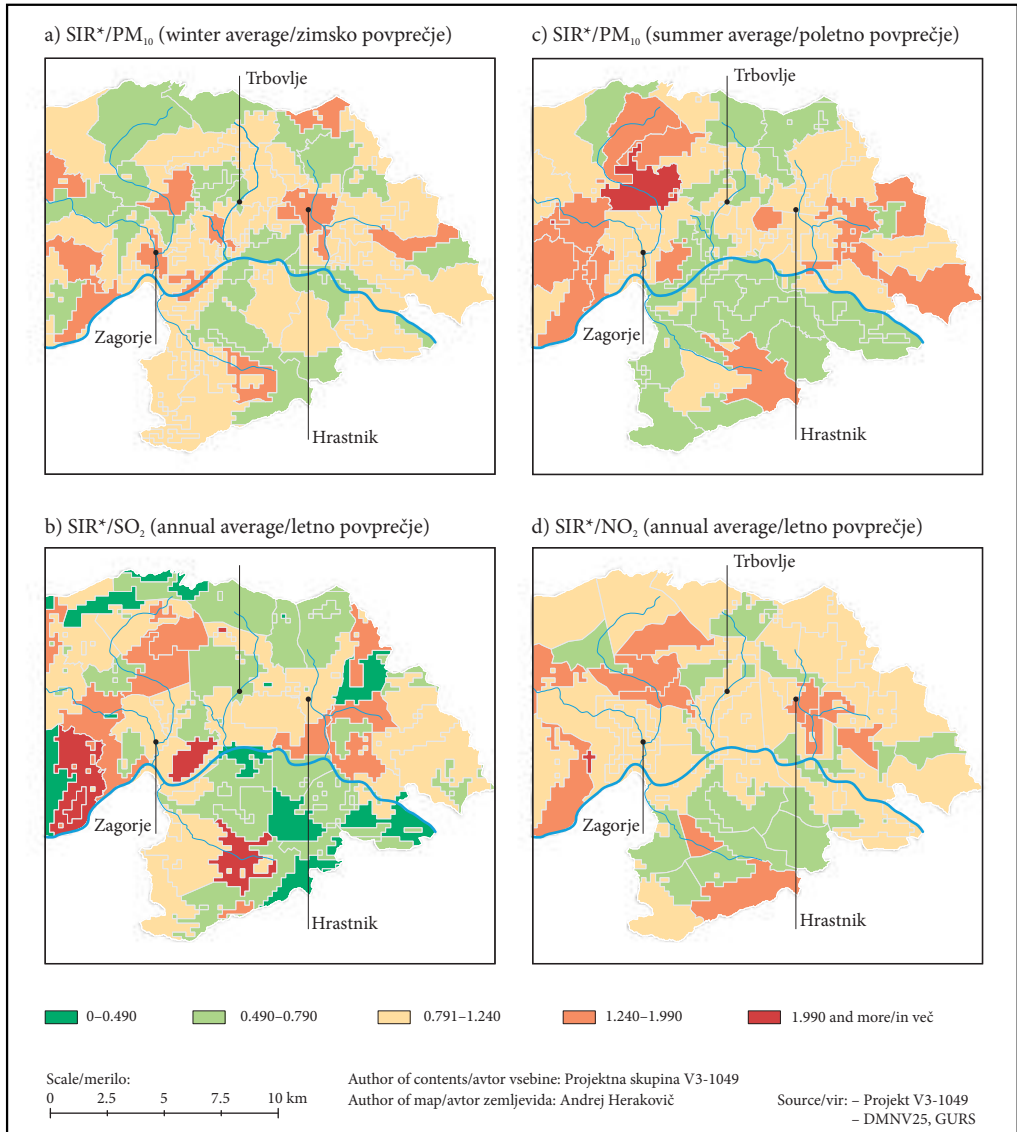 a) SIR*/PM₁₀ (winter average/zimsko povprečje)
Trbovlje
Zagorje
Hrastnik
c) SIR*/PM₁₀ (summer average/poletno povprečje)
Trbovlje
Zagorje
Hrastnik
b) SIR*/SO₂ (annual average/letno povprečje)
Zagorje
Hrastnik
d) SIR*/NO₂ (annual average/letno povprečje)
Trbovlje
Zagorje
Hrastnik
0–0.490
0.490–0.790
0.791–1.240
1.240–1.990
1.990 and more/in več
Scale/merilo:
0 2.5 5 7.5 10 km
Author of contents/avtor vsebine: Projektna skupina V3-1049
Author of map/avtor zemljevida: Andrej Herakovič
Source/vir: – Projekt V3-1049
– DMNV25, GURS